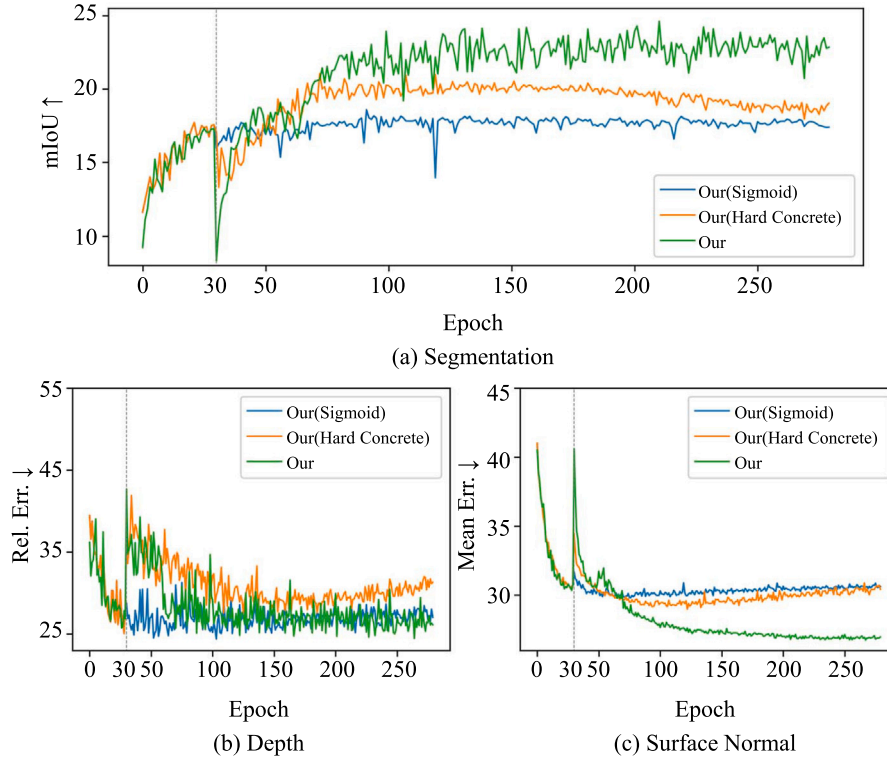 25
20
15
10
mIoU ↑
Our(Sigmoid)
Our(Hard Concrete)
Our
0 30 50 100 150 200 250
Epoch
(a) Segmentation
55
45
35
25
Rel. Err. ↓
Our(Sigmoid)
Our(Hard Concrete)
Our
0 30 50 100 150 200 250
Epoch
(b) Depth
45
40
35
30
Mean Err. ↓
Our(Sigmoid)
Our(Hard Concrete)
Our
0 30 50 100 150 200 250
Epoch
(c) Surface Normal